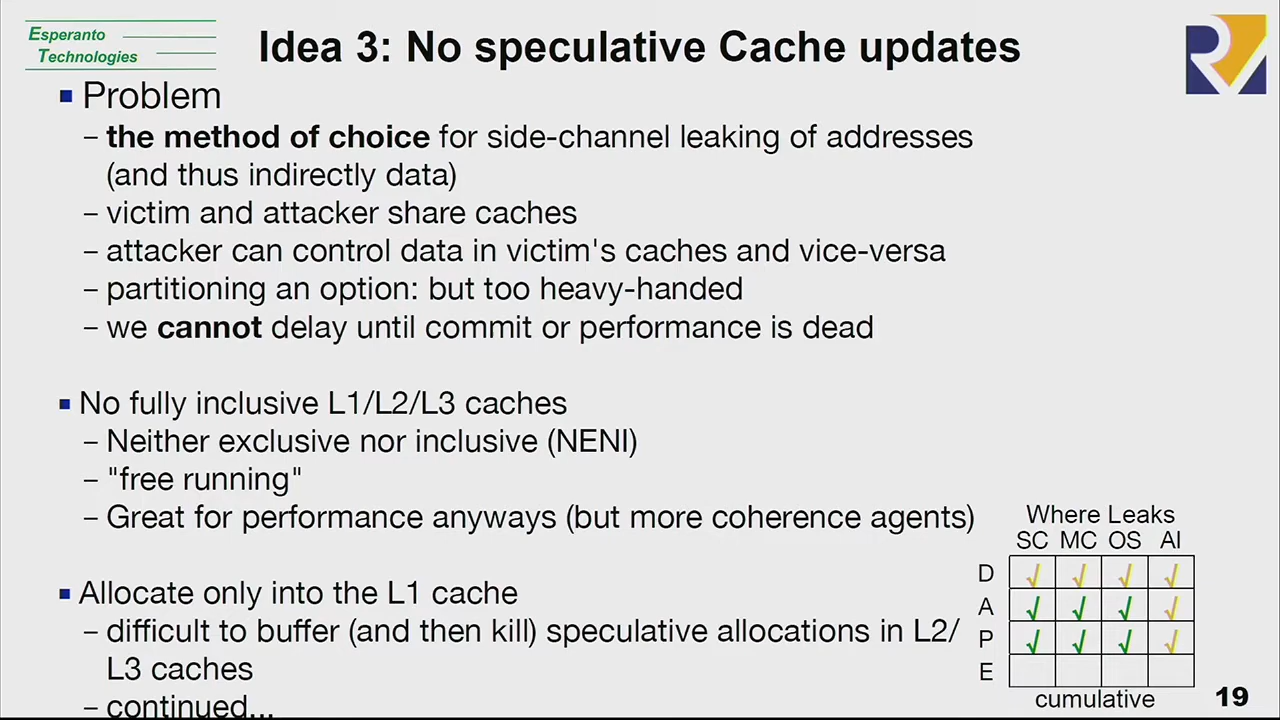 Esperanto
Technologies
Idea 3: No speculative Cache updates
Problem
– the method of choice for side-channel leaking of addresses
(and thus indirectly data)
– victim and attacker share caches
– attacker can control data in victim's caches and vice-versa
– partitioning an option: but too heavy-handed
– we cannot delay until commit or performance is dead
No fully inclusive L1/L2/L3 caches
– Neither exclusive nor inclusive (NENI)
– "free running"
– Great for performance anyways (but more coherence agents)
Allocate only into the L1 cache
– difficult to buffer (and then kill) speculative allocations in L2/
L3 caches
– continued...
Where Leaks
SC MC OS AI
D √ √ √ √
A √ √ √ √
P √ √ √ √
E
cumulative
19